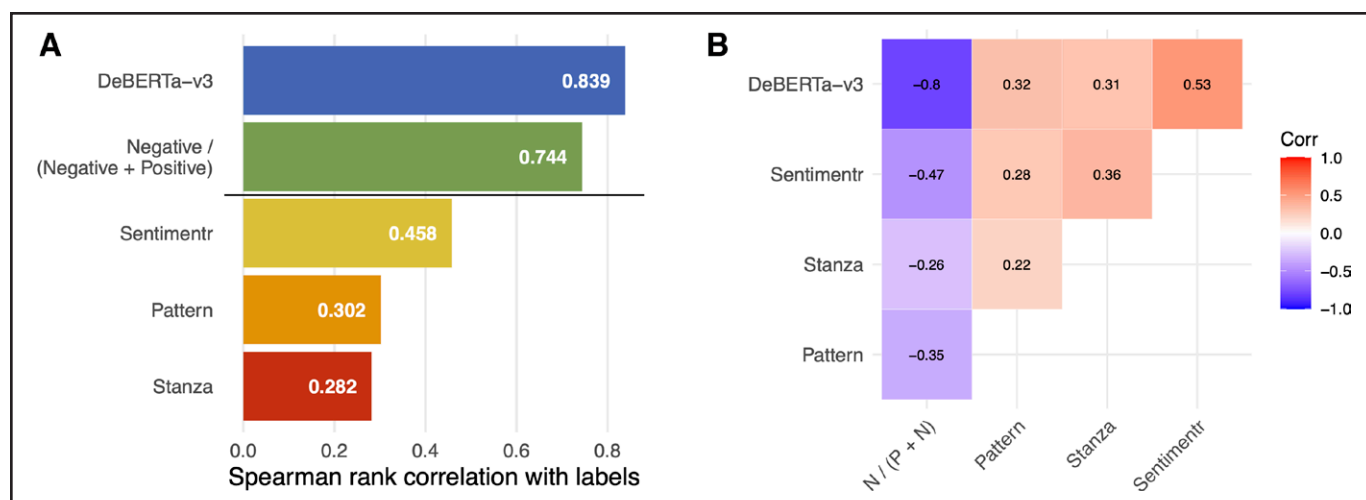 A
DeBERTa−v3
0.839
Negative /
(Negative + Positive)
0.744
Sentimentr
0.458
Pattern
0.302
Stanza
0.282
0.0 0.2 0.4 0.6 0.8
Spearman rank correlation with labels
B
DeBERTa−v3
−0.8 0.32 0.31 0.53
Sentimentr
−0.47 0.28 0.36
Stanza
−0.26 0.22
Pattern
−0.35
N / (P + N)
Pattern
Stanza
Sentimentr
Corr
1.0
0.5
0.0
−0.5
−1.0